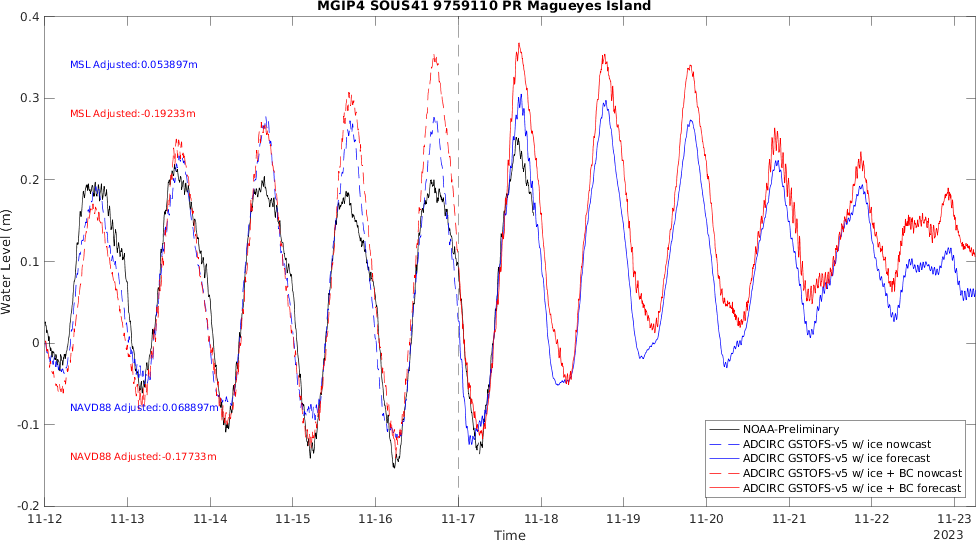 MGIP4 SOUS41 9759110 PR Magueyes Island
0.4
MSL Adjusted:0.053897m
0.3
MSL Adjusted:-0.19233m
0.2
Water Level (m)
0.1
0
NAVD88 Adjusted:0.068897m
-0.1
NAVD88 Adjusted:-0.17733m
-0.2
NOAA-Preliminary
ADCIRC GSTOFS-v5 w/ ice nowcast
ADCIRC GSTOFS-v5 w/ ice forecast
ADCIRC GSTOFS-v5 w/ ice + BC nowcast
ADCIRC GSTOFS-v5 w/ ice + BC forecast
11-12 11-13 11-14 11-15 11-16 11-17 11-18 11-19 11-20 11-21 11-22 11-23
Time
2023